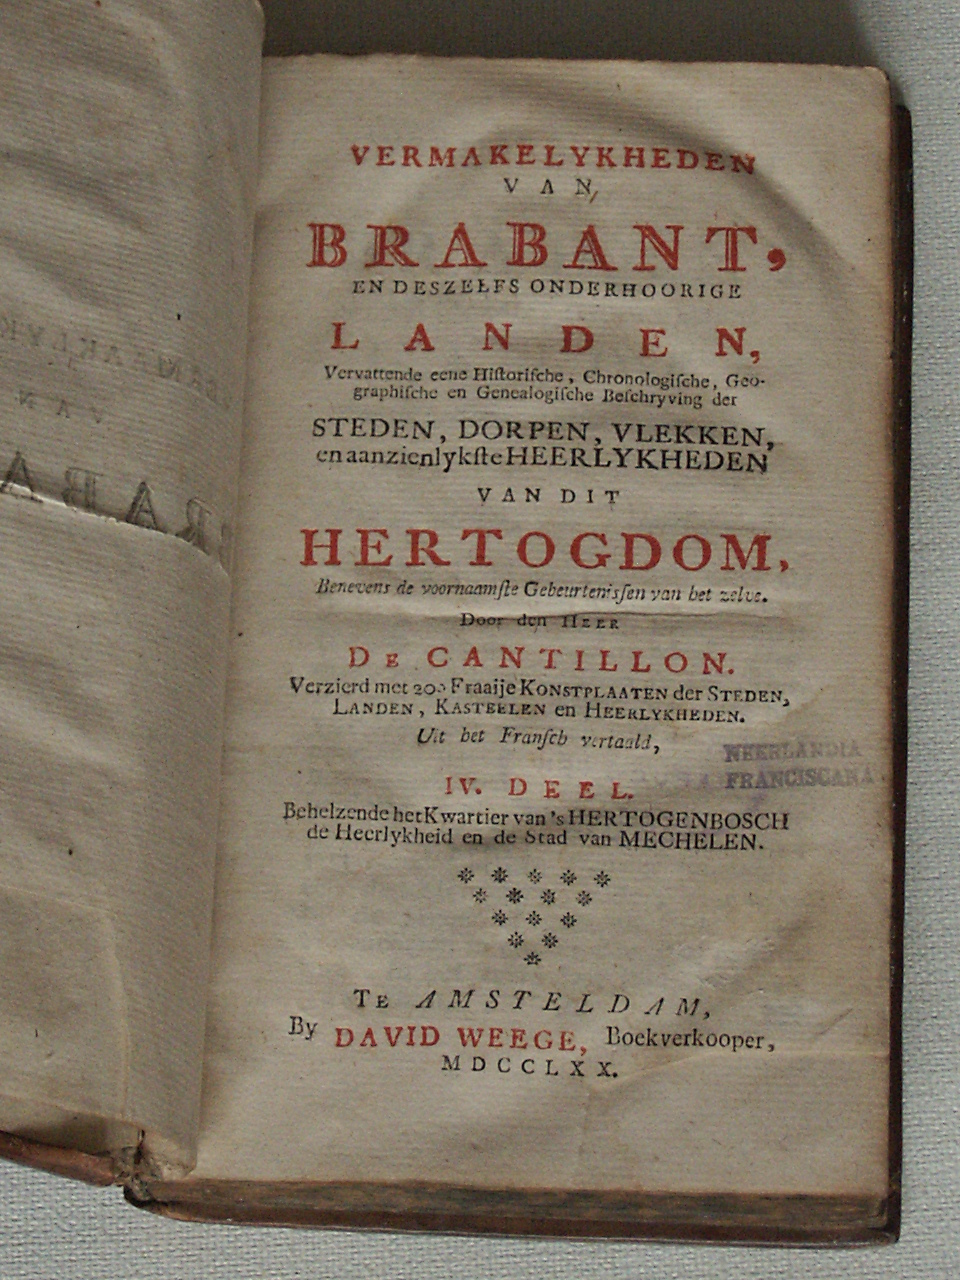 VERMAKELYKHEDEN
VAN
BRABANT,
EN DESZELFS ONDERHOORIGE
LANDEN,
Vervattende eene Hiſtoriſche, Chronologiſche, Geo-
graphiſche en Genealogiſche Beſchryving der
STEDEN, DORPEN, VLEKKEN,
en aanzienlykſte HEERLYKHEDEN
VAN DIT
HERTOGDOM,
Benevens de voornaamſte Gebeurteniſſen van het zelve.
Door den HEER
DE CANTILLON.
Verzierd met 200 Fraaije KONSTPLAATEN der STEDEN,
LANDEN, KASTEELEN en HEERLYKHEDEN.
Uit het Franſch vertaald,
NEERLANDIA
FRANCISCANA
IV. DEEL.
Behelzende het Kwartier van 's HERTOGENBOSCH
de Heerlykheid en de Stad van MECHELEN.
TE AMSTELDAM,
By DAVID WEEGE, Boekverkooper,
MDCCLXX.